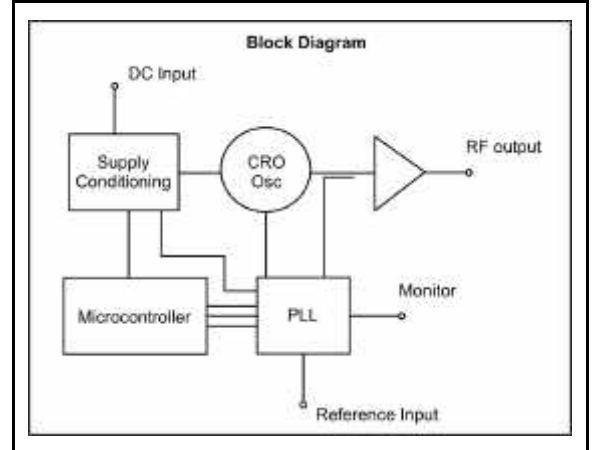 Block Diagram
DC Input
Supply
Conditioning
CRO
Osc
RF output
Microcontroller
PLL
Monitor
Reference Input